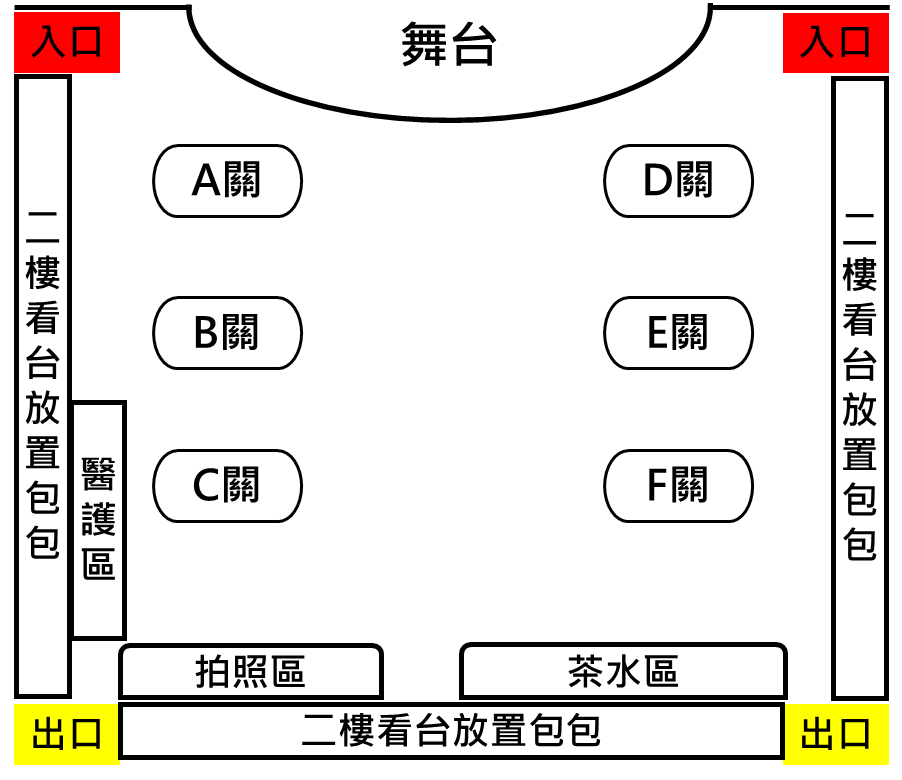 入口
舞台
入口
A關
D關
二樓看台放置包包
二樓看台放置包包
B關
E關
醫護區
C關
F關
拍照區
茶水區
出口
二樓看台放置包包
出口